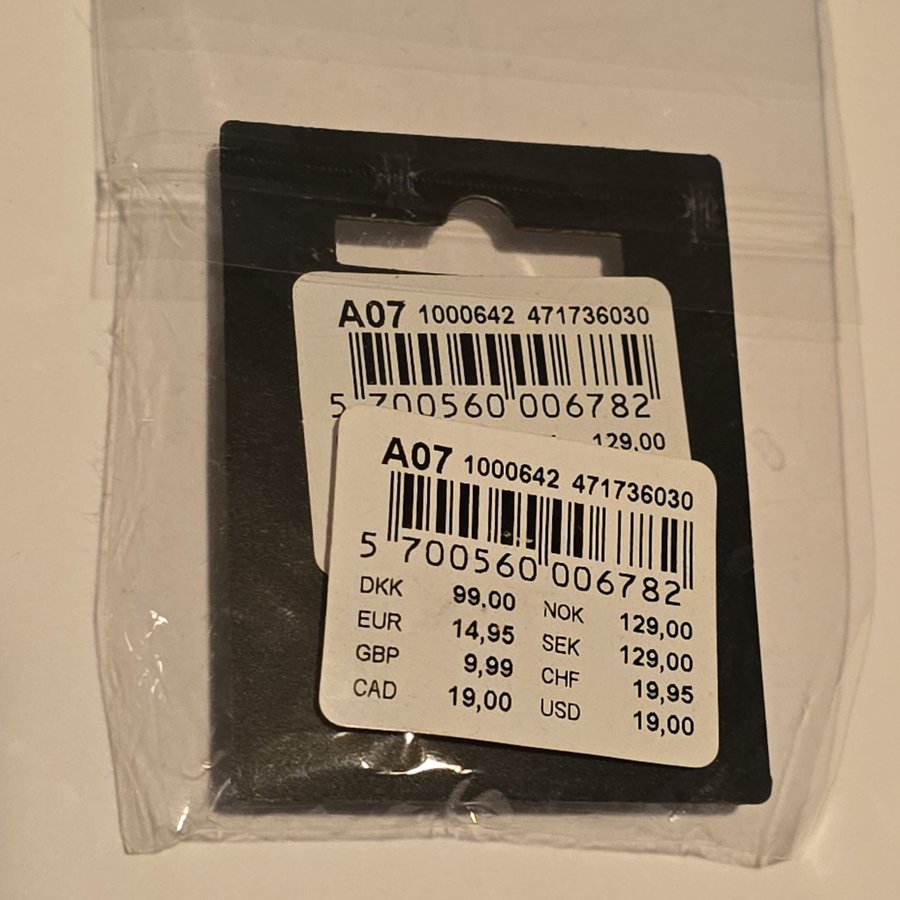 A07 1000642 471736030
5 700560 006782
129,00
A07 1000642 471736030
5 700560 006782
DKK 99.00 NOK 129,00
EUR 14,95 SEK 129,00
GBP 9,99 CHF 19,95
CAD 19,00 USD 19,00